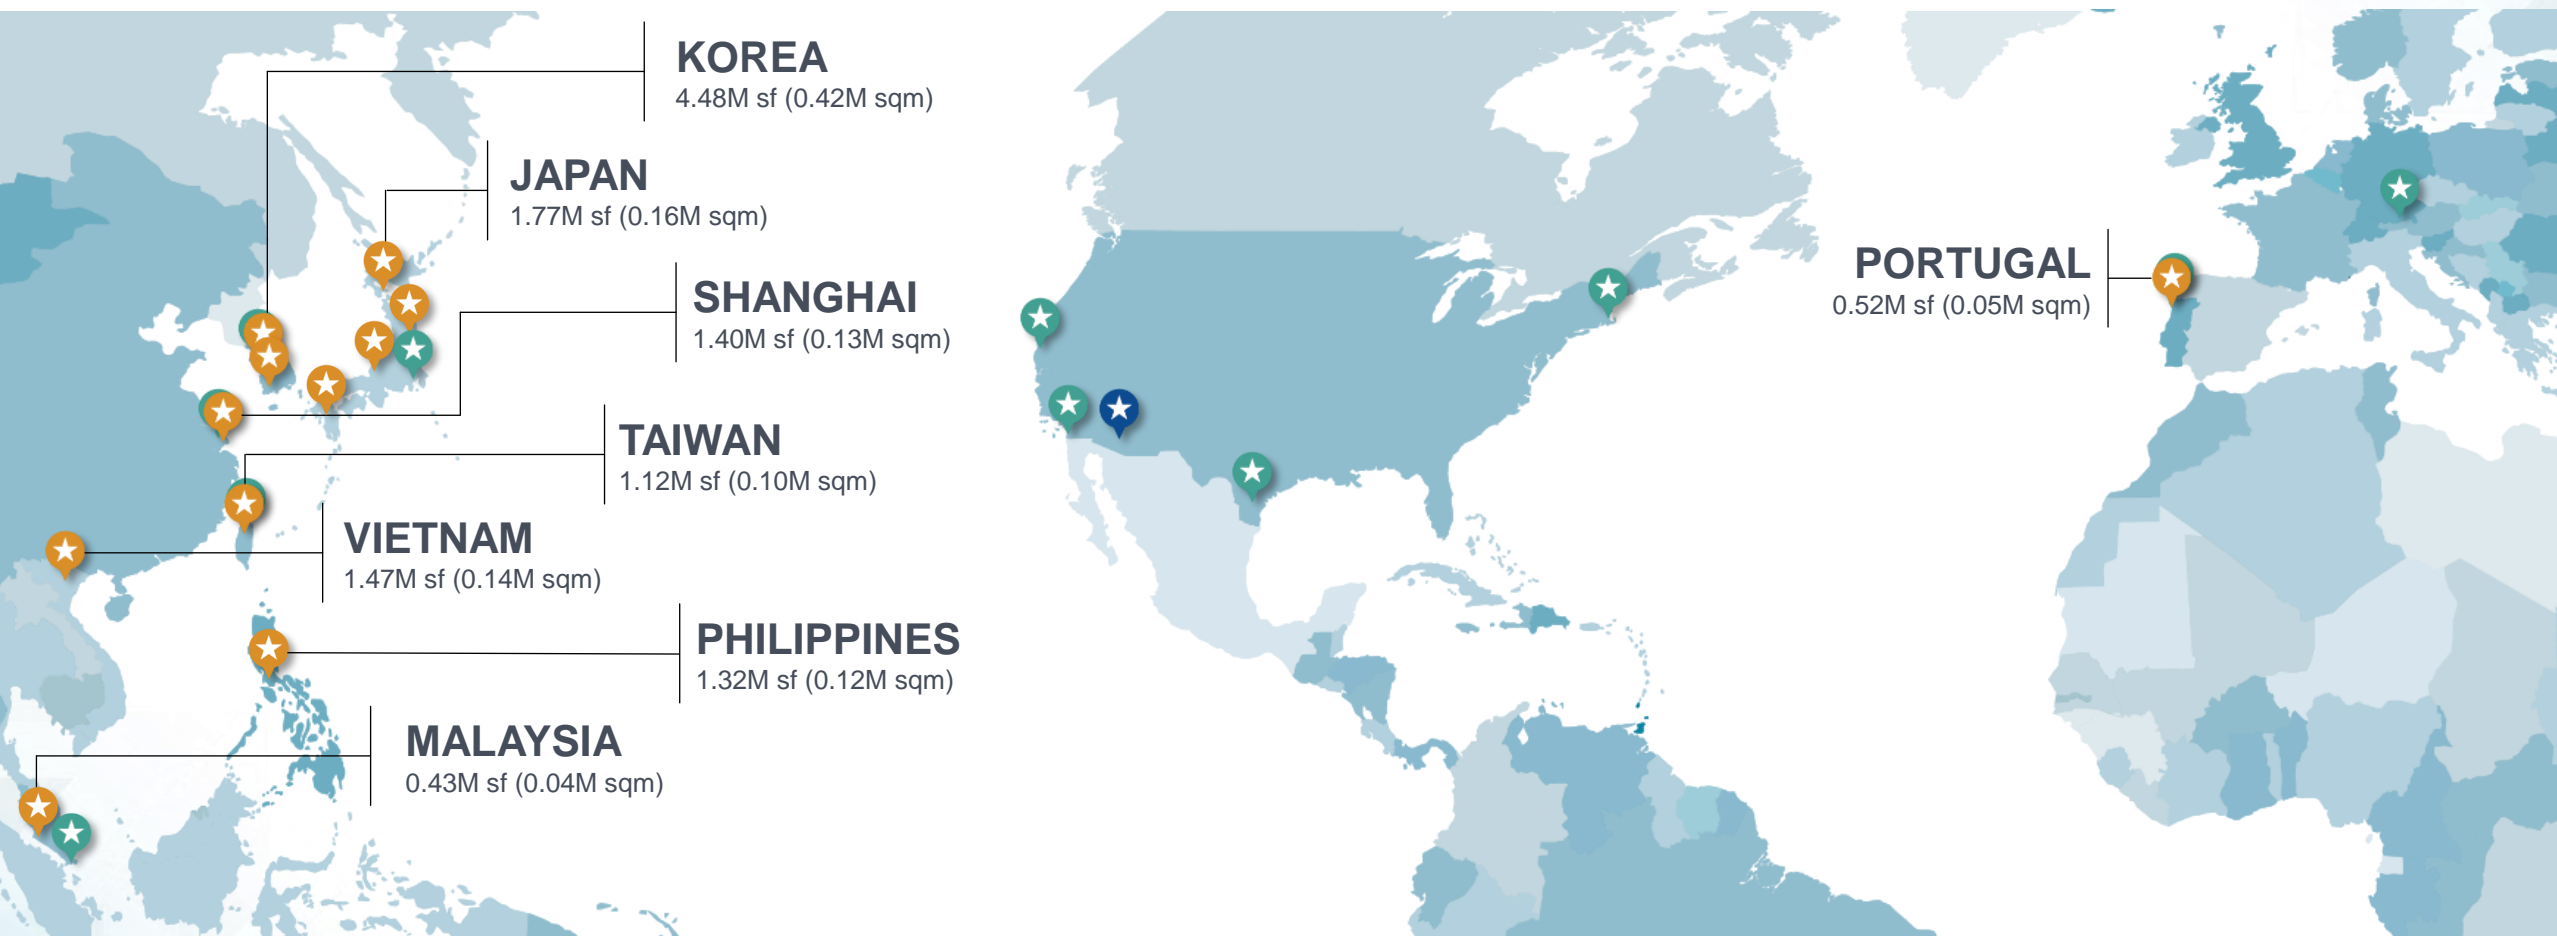 KOREA
4.48M sf (0.42M sqm)
JAPAN
1.77M sf (0.16M sqm)
SHANGHAI
1.40M sf (0.13M sqm)
TAIWAN
1.12M sf (0.10M sqm)
VIETNAM
1.47M sf (0.14M sqm)
PHILIPPINES
1.32M sf (0.12M sqm)
MALAYSIA
0.43M sf (0.04M sqm)
PORTUGAL
0.52M sf (0.05M sqm)